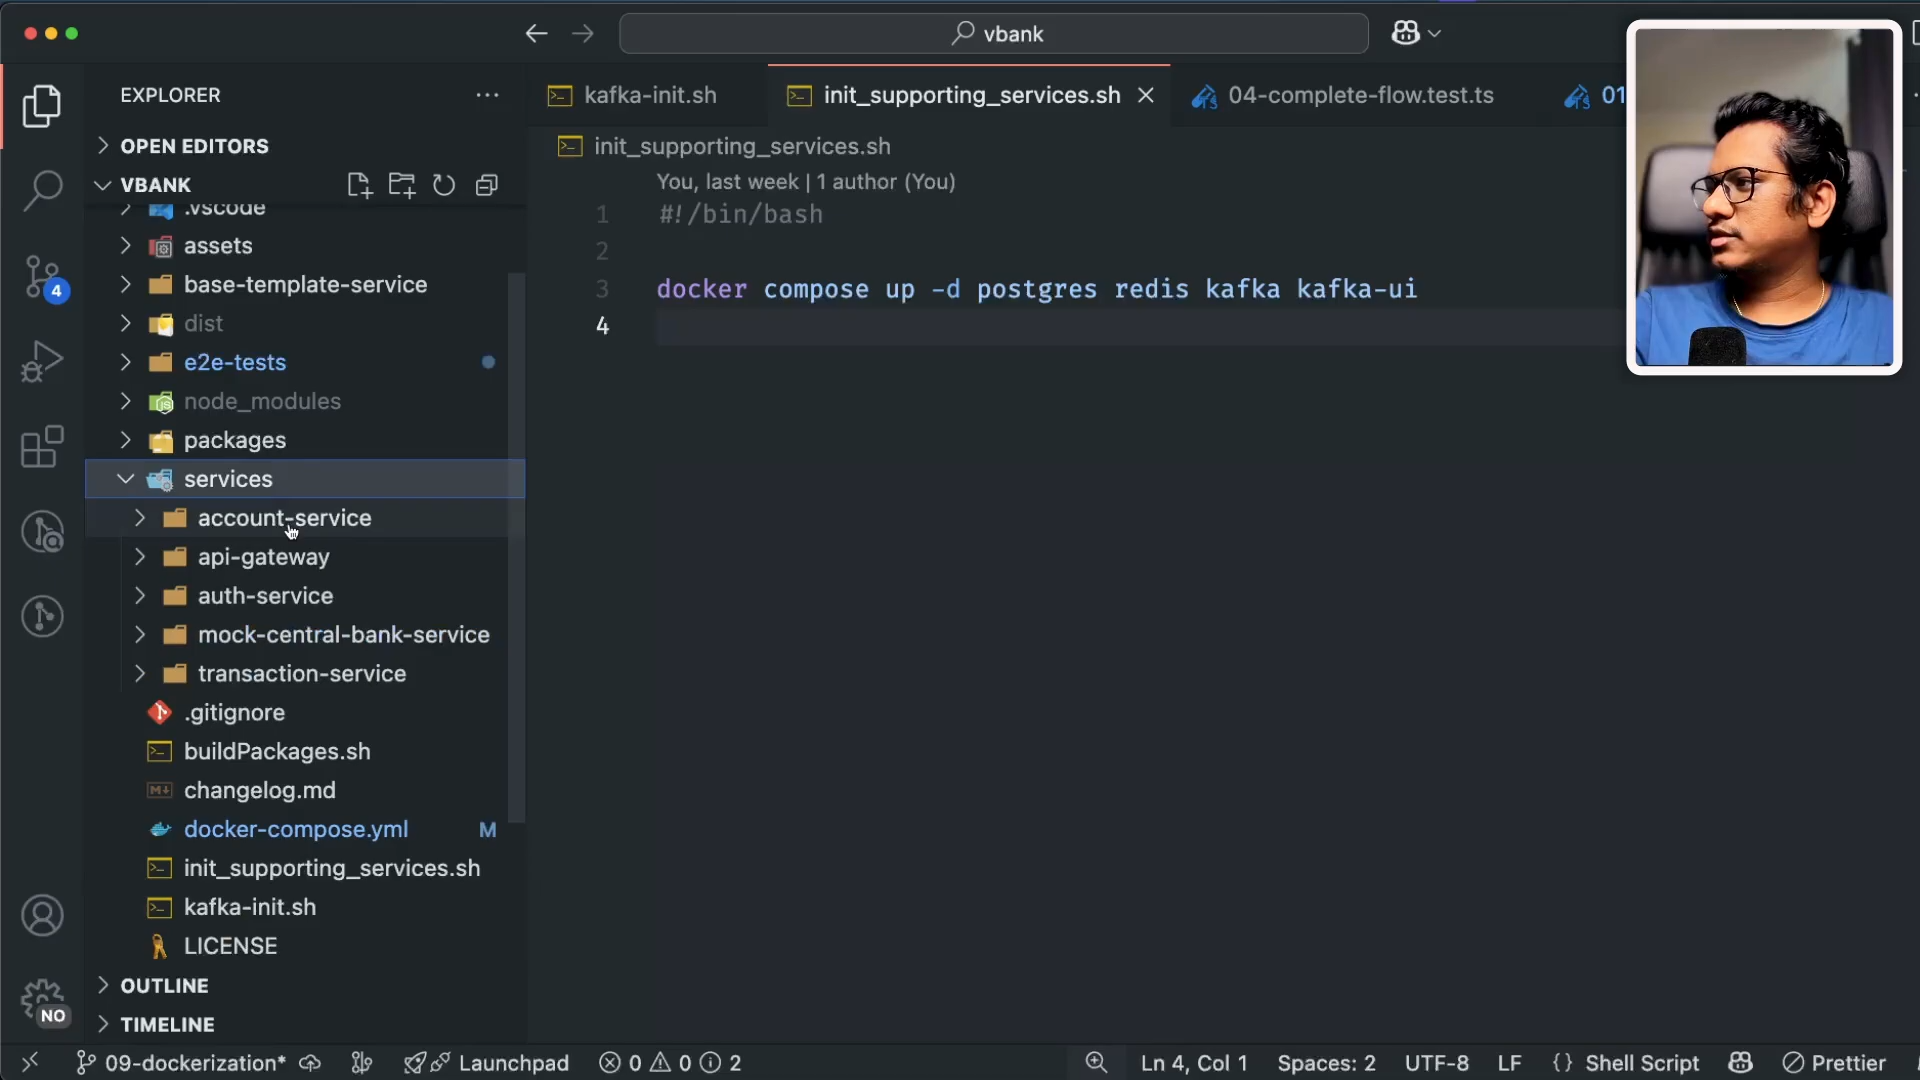 vbank
EXPLORER
OPEN EDITORS
VBANK
.vscode
assets
base-template-service
dist
e2e-tests
node_modules
packages
services
account-service
api-gateway
auth-service
mock-central-bank-service
transaction-service
.gitignore
buildPackages.sh
changelog.md
docker-compose.yml M
init_supporting_services.sh
kafka-init.sh
LICENSE
OUTLINE
TIMELINE
4
NO
kafka-init.sh
init_supporting_services.sh
04-complete-flow.test.ts
01
init_supporting_services.sh
You, last week | 1 author (You)
1 #!/bin/bash
2
3 docker compose up -d postgres redis kafka kafka-ui
4
09-dockerization*
Launchpad
0 0 2
Ln 4, Col 1
Spaces: 2
UTF-8
LF
{} Shell Script
Prettier